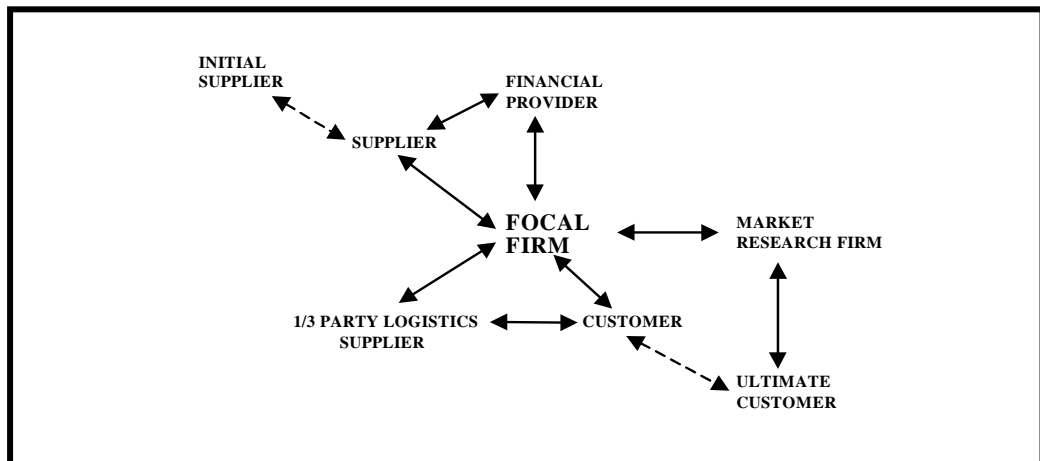 INITIAL
SUPPLIER
FINANCIAL
PROVIDER
SUPPLIER
FOCAL
FIRM
MARKET
RESEARCH FIRM
1/3 PARTY LOGISTICS
SUPPLIER
CUSTOMER
ULTIMATE
CUSTOMER